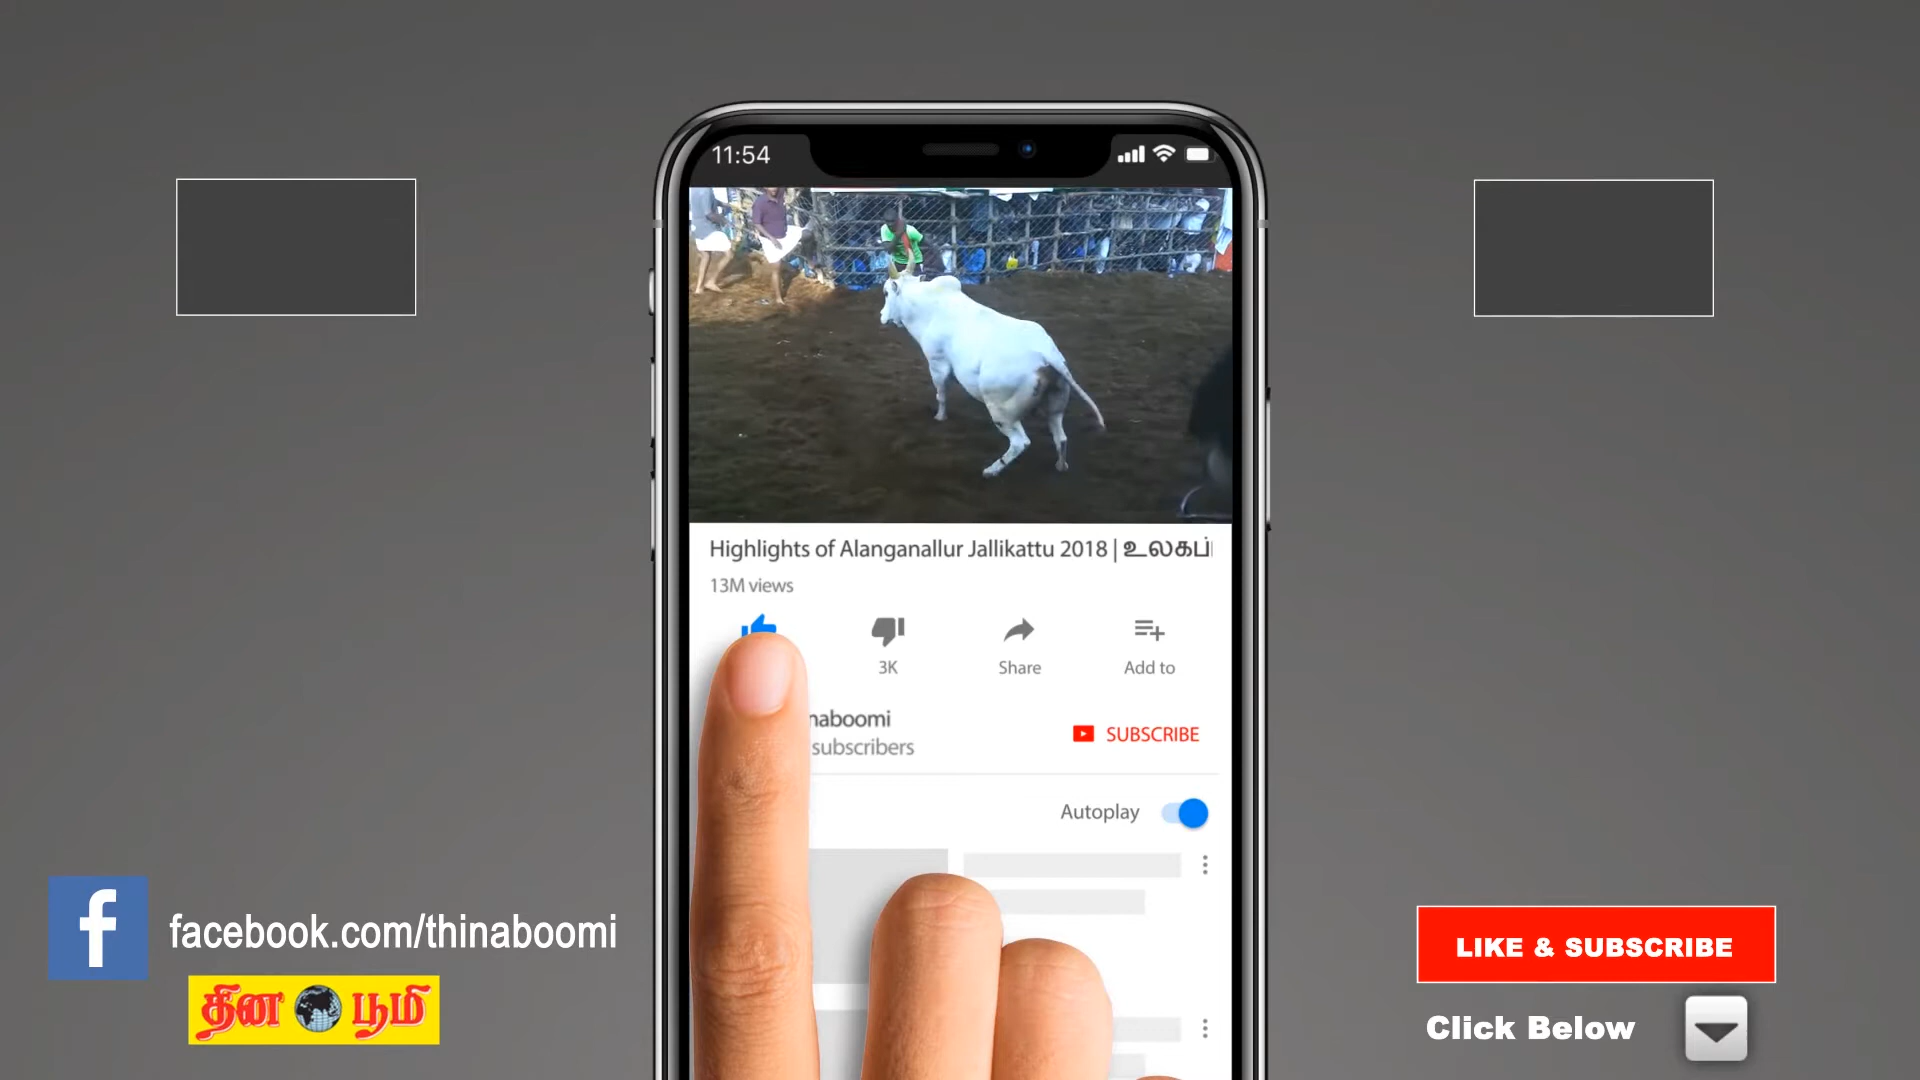 11:54
Highlights of Alanganallur Jallikattu 2018 | உலகப்
13M views
3K
Share
Add to
naboomi
subscribers
SUBSCRIBE
Autoplay
facebook.com/thinaboomi
தின பூமி
LIKE & SUBSCRIBE
Click Below